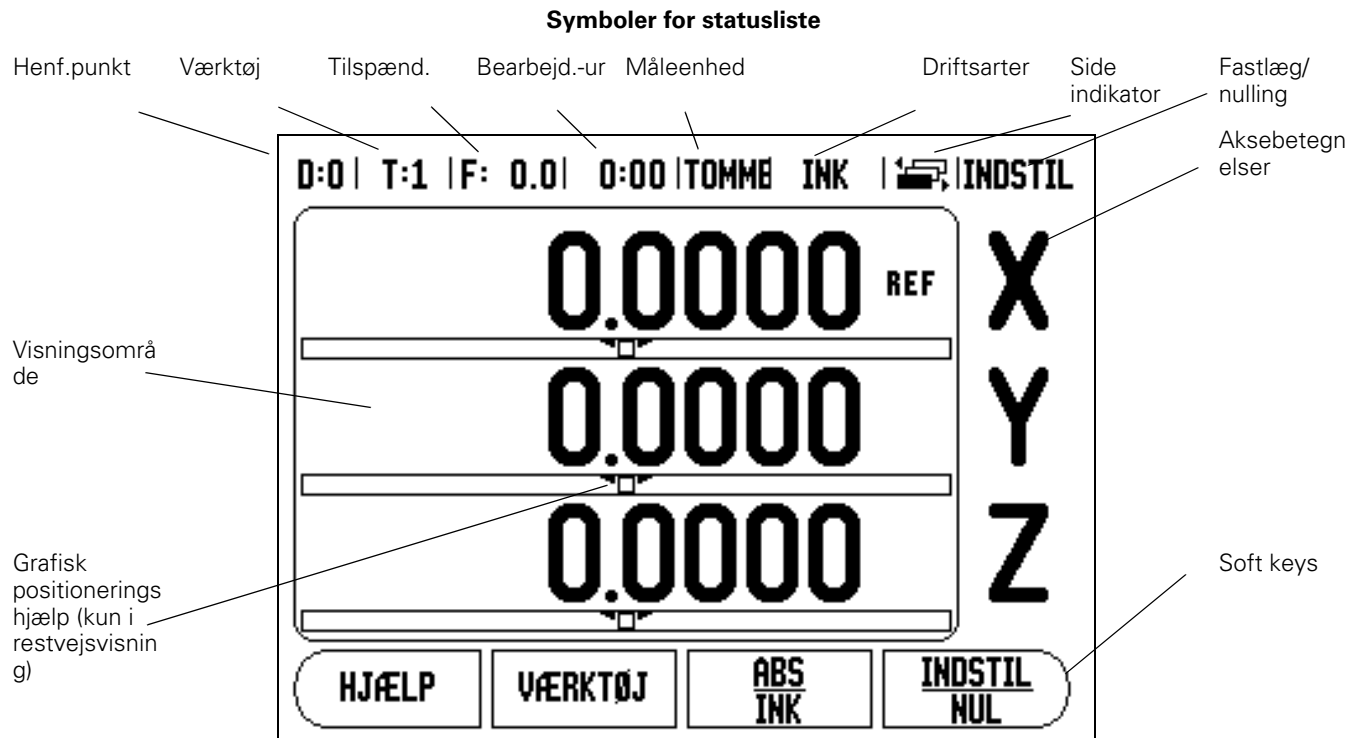 Symboler for statusliste
Henf.punkt
Værktøj
Tilspænd.
Bearbejd.-ur
Måleenhed
Driftsarter
Side
indikator
Fastlæg/
nulling
Aksebetegn
elser
D:0 | T:1 | F: 0.0 | 0:00 | TOMME INK | | INDSTIL
0.0000 REF X
Visningsområ
de
0.0000 Y
0.0000 Z
Grafisk
positionerings
hjælp (kun i
restvejsvisnin
g)
Soft keys
HJÆLP
VÆRKTØJ
ABS
INK
INDSTIL
NUL